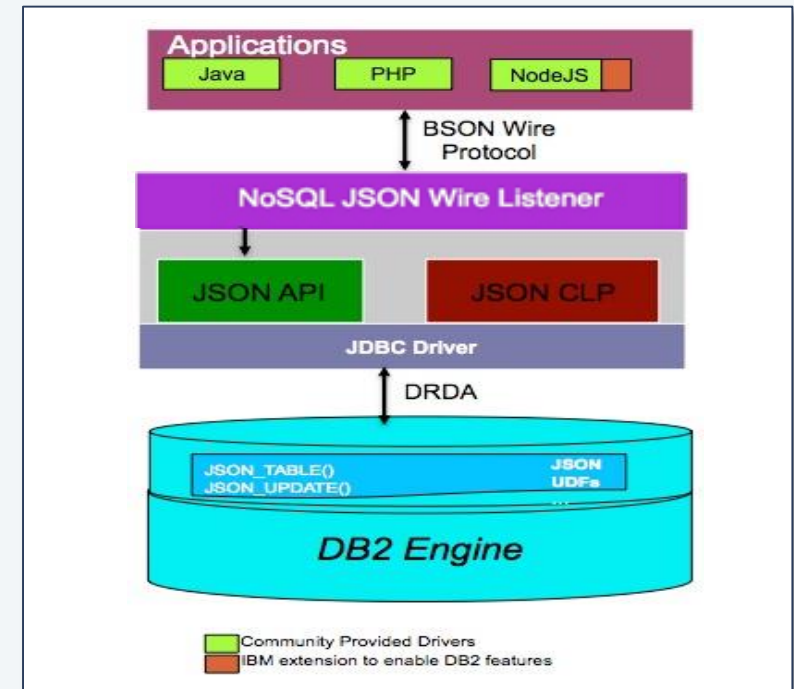 Applications
Java PHP NodeJS
BSON Wire
Protocol
NoSQL JSON Wire Listener
JSON API JSON CLP
JDBC Driver
DRDA
JSON_TABLE() JSON
JSON_UPDATE() UDFs
...
DB2 Engine
Community Provided Drivers
IBM extension to enable DB2 features